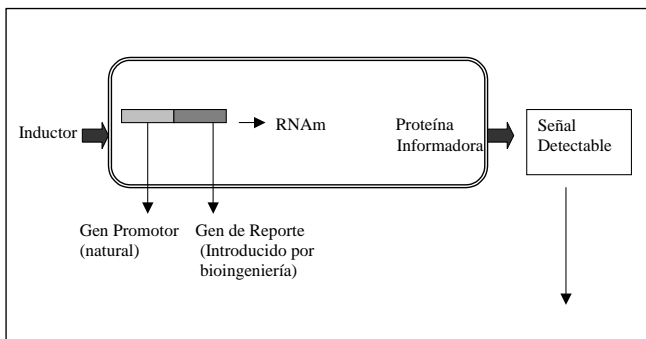 Inductor
RNAm
Proteína
Informadora
Señal
Detectable
Gen Promotor
(natural)
Gen de Reporte
(Introducido por
bioingeniería)